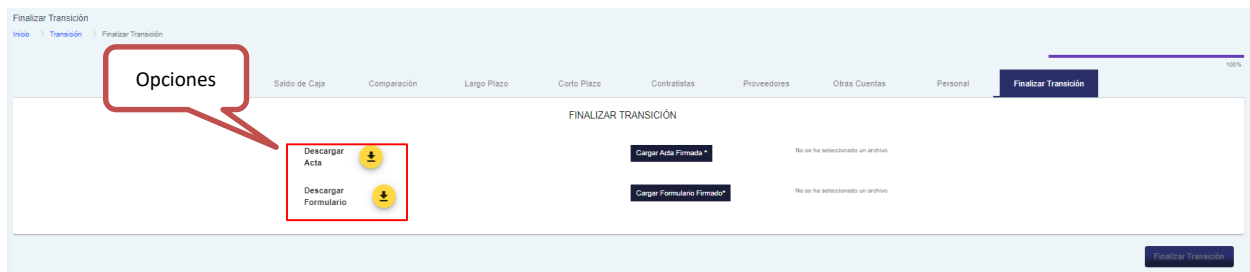 Finalizar Transición
Inicio > Transición > Finalizar Transición
100%
Opciones
Saldo de Caja Comparación Largo Plazo Corto Plazo Contratistas Proveedores Otras Cuentas Personal Finalizar Transición
FINALIZAR TRANSICIÓN
Descargar
Acta
Cargar Acta Firmada * No se ha seleccionado un archivo
Descargar
Formulario
Cargar Formulario Firmado* No se ha seleccionado un archivo
Finalizar Transición